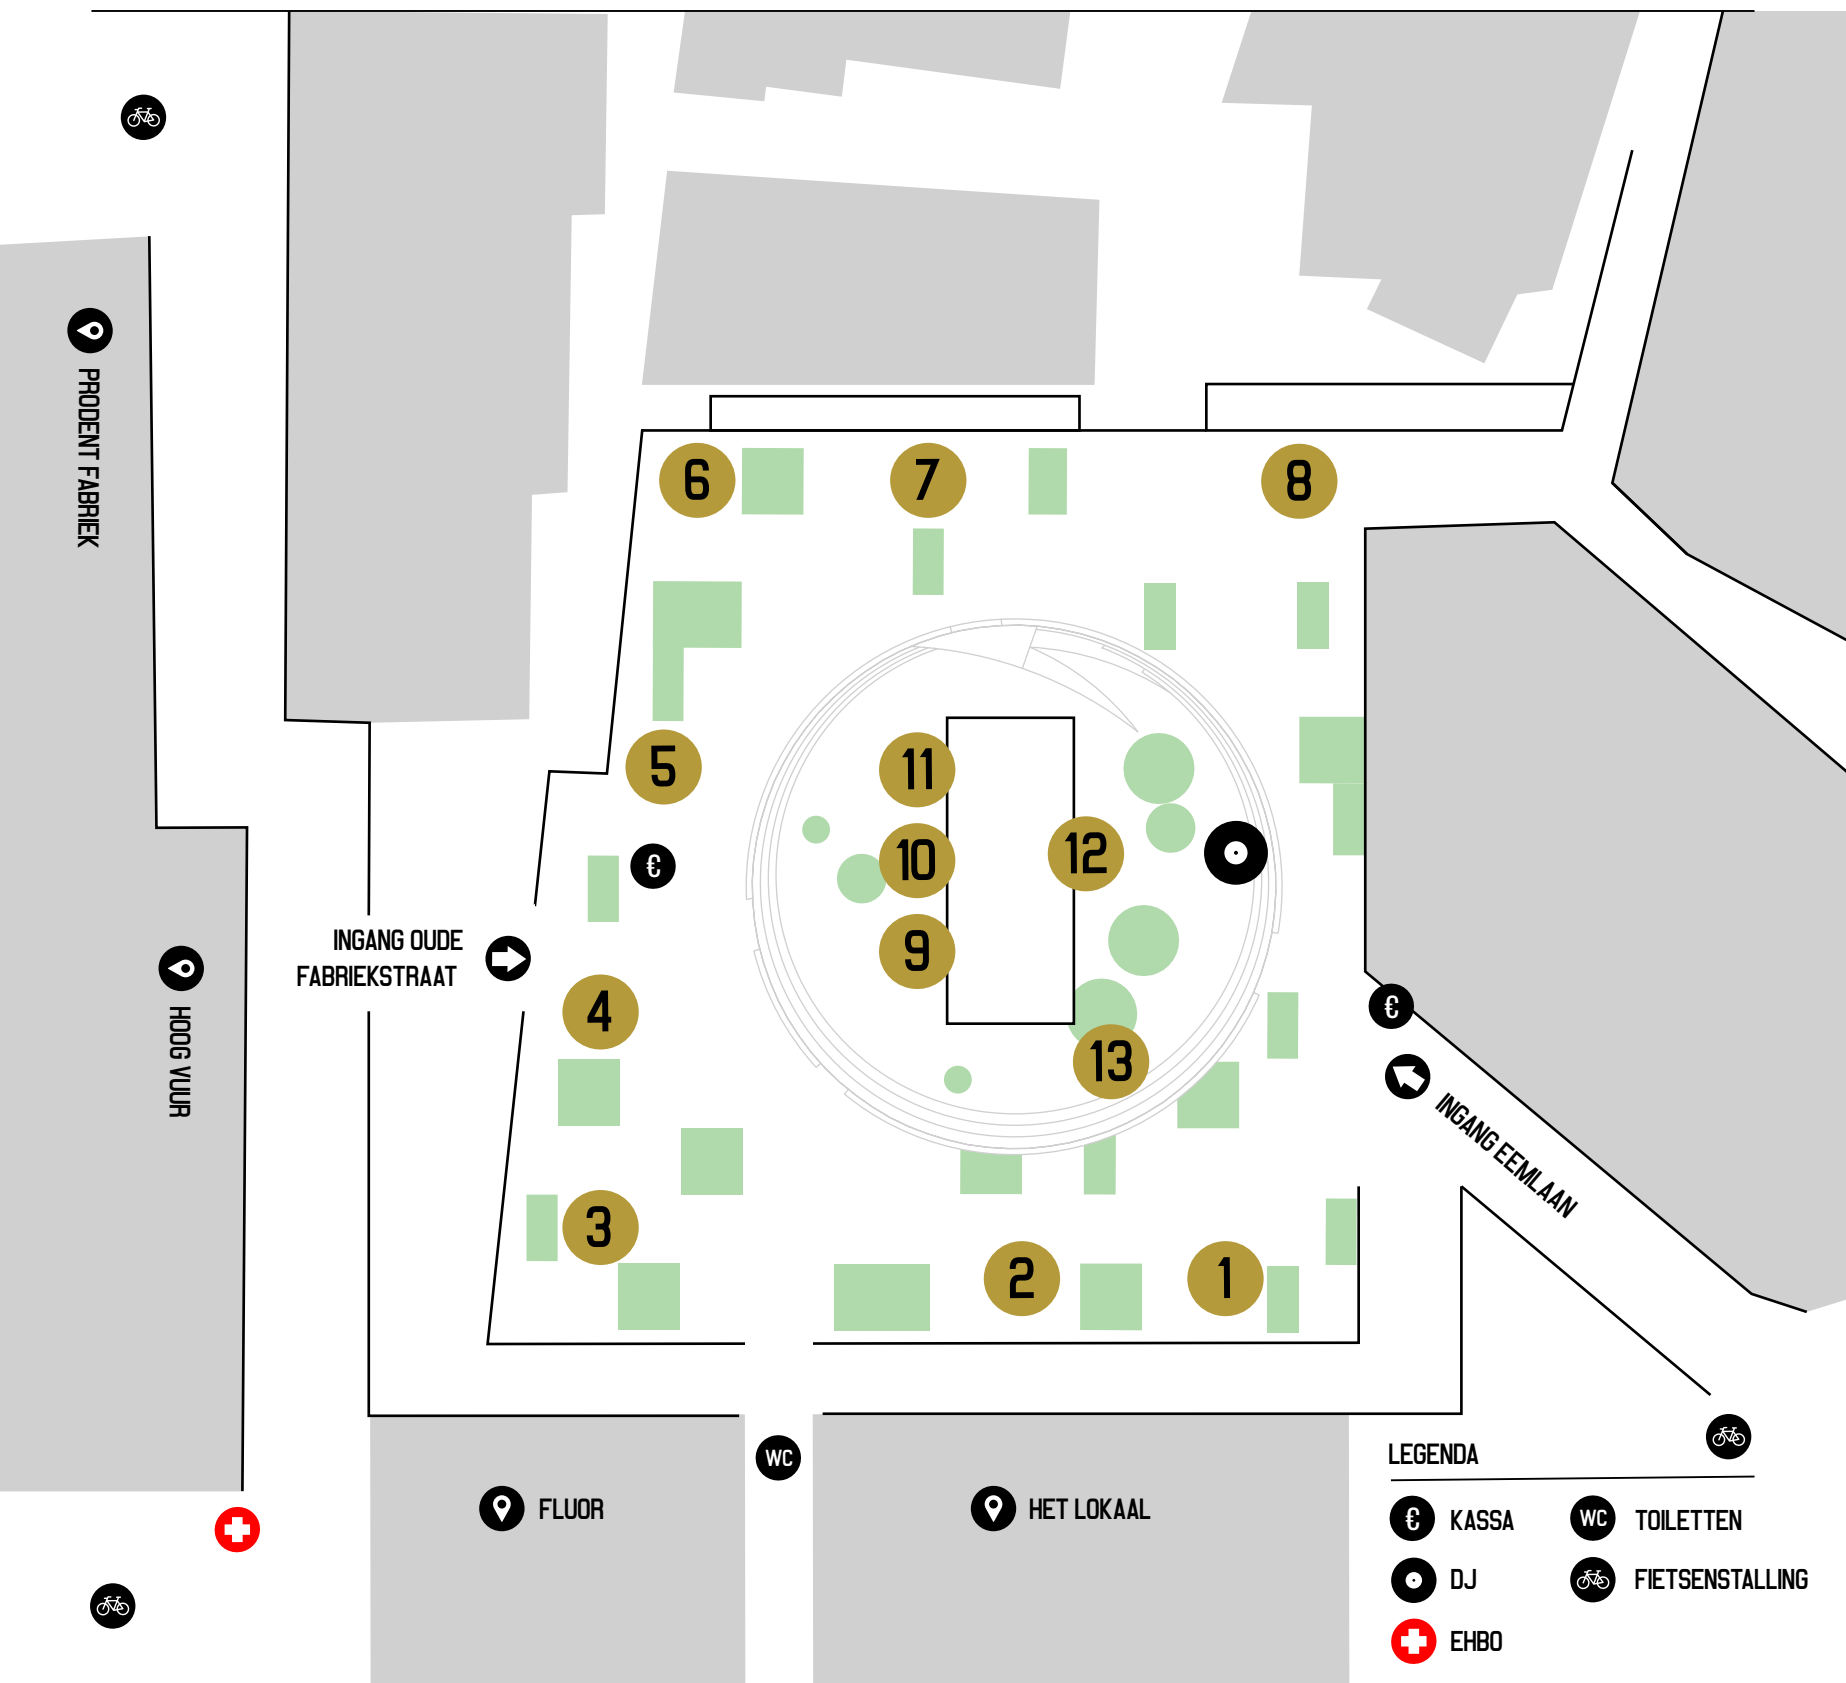 PRODENT FABRIEK
6
7
8
5
11
10
12
9
€
INGANG OUDE
FABRIEKSTRAAT
HOOG VUUR
4
13
€
INGANG EEMLAAN
3
2
1
WC
FLUOR
HET LOKAAL
LEGENDA
€ KASSA
WC TOILETTEN
DJ
FIETSENSTALLING
EHBO